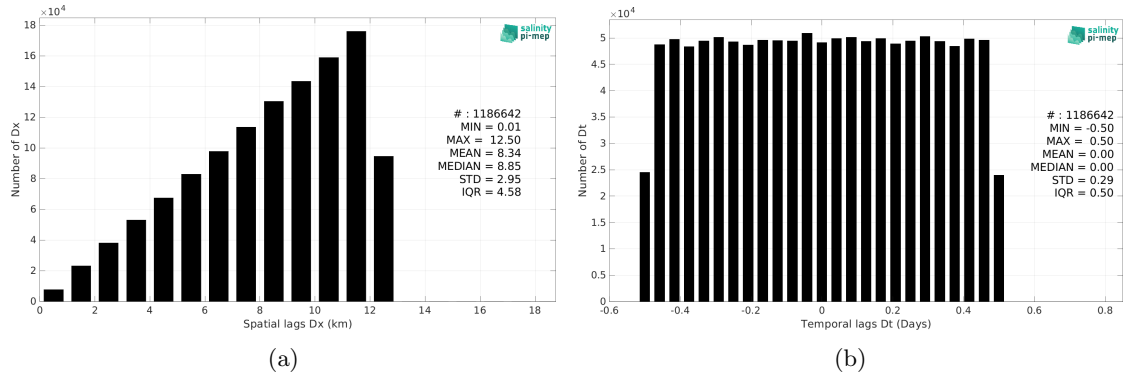 ×10⁴
18
16
14
12
10
8
6
4
2
0
Number of Dx
0 2 4 6 8 10 12 14 16 18
Spatial lags Dx (km)
salinity
pi-mep
# : 1186642
MIN = 0.01
MAX = 12.50
MEAN = 8.34
MEDIAN = 8.85
STD = 2.95
IQR = 4.58
(a)
×10⁴
5
4.5
4
3.5
3
2.5
2
1.5
1
0.5
0
Number of Dt
-0.6 -0.4 -0.2 0 0.2 0.4 0.6 0.8
Temporal lags Dt (Days)
salinity
pi-mep
# : 1186642
MIN = -0.50
MAX = 0.50
MEAN = 0.00
MEDIAN = 0.00
STD = 0.29
IQR = 0.50
(b)